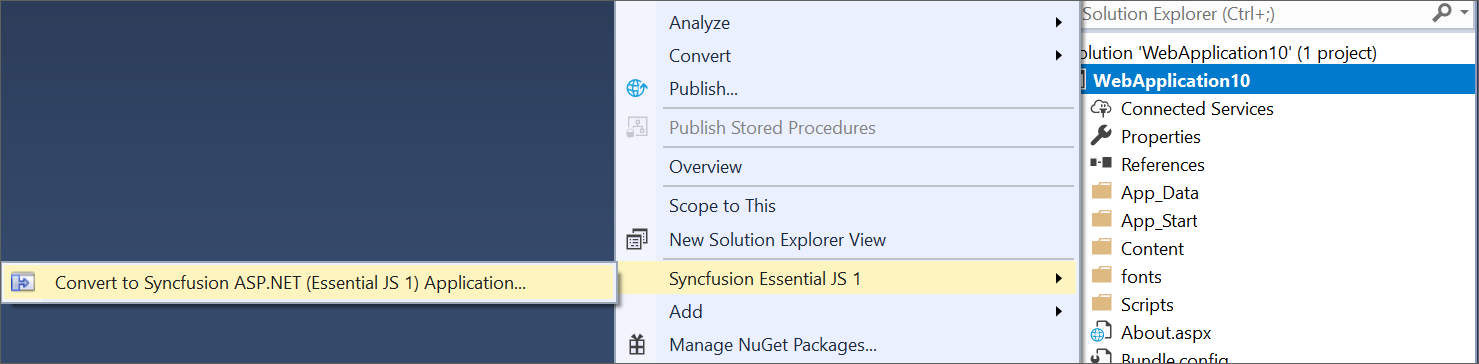 Analyze
Convert
Publish...
Publish Stored Procedures
Overview
Scope to This
New Solution Explorer View
Syncfusion Essential JS 1
Add
Manage NuGet Packages...
Convert to Syncfusion ASP.NET (Essential JS 1) Application...
Solution Explorer (Ctrl+;)
olution 'WebApplication10' (1 project)
WebApplication10
Connected Services
Properties
References
App_Data
App_Start
Content
fonts
Scripts
About.aspx
Bundle.config